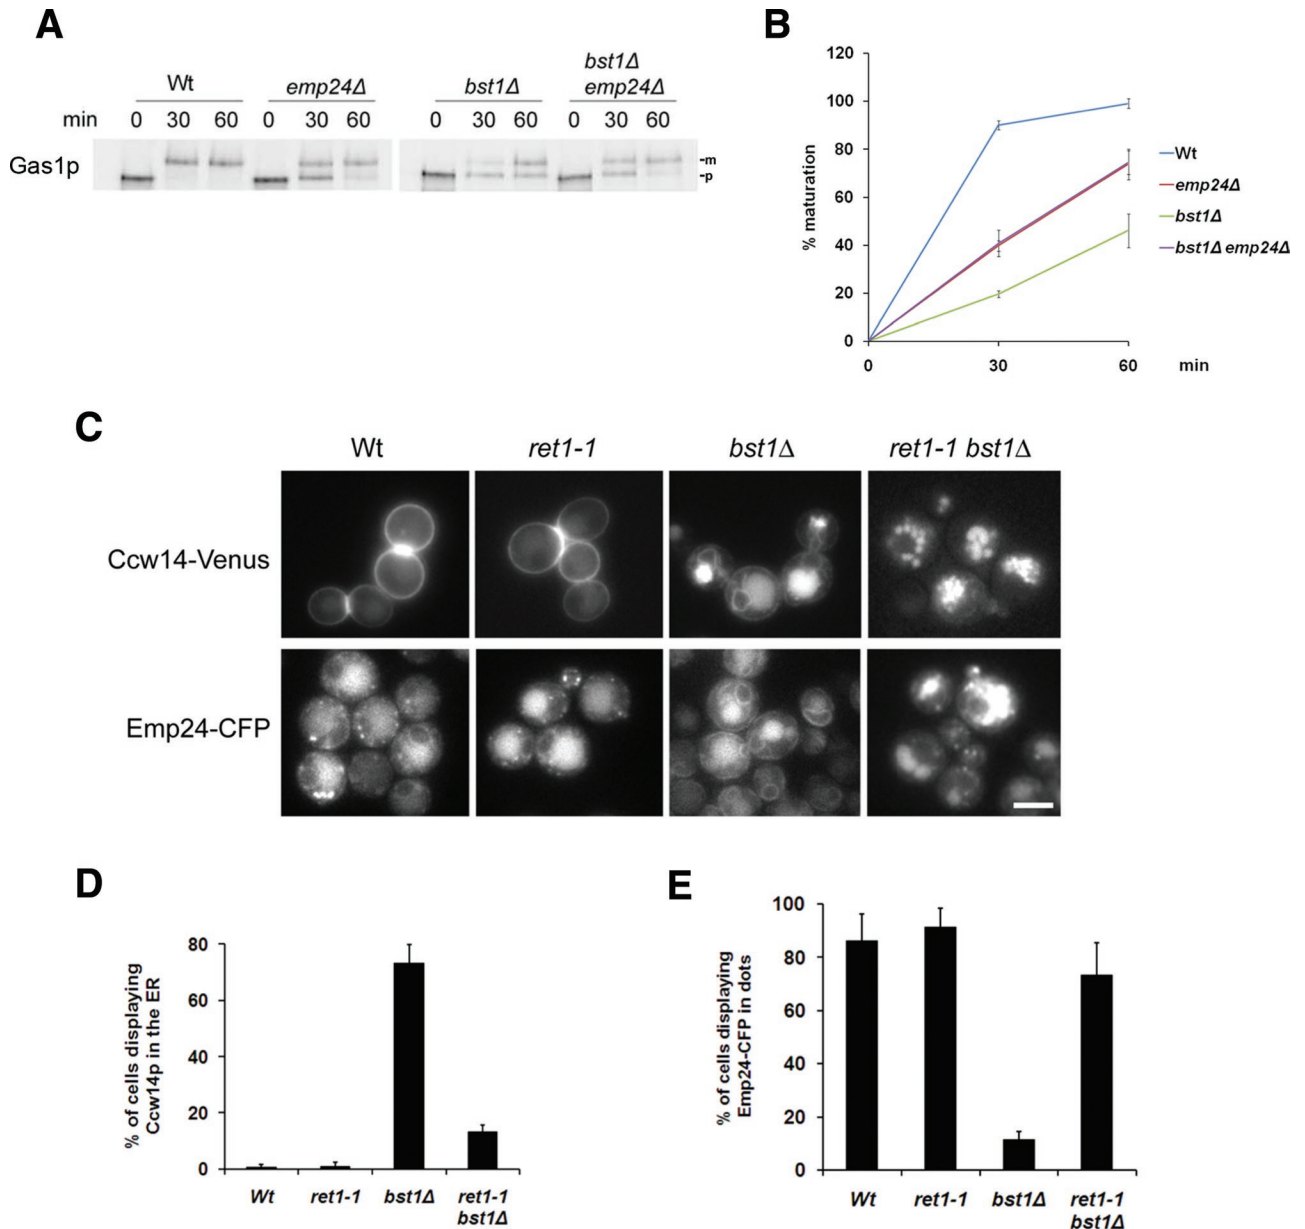 A
Wt
emp24Δ
bst1Δ
bst1Δ
emp24Δ
min 0 30 60 0 30 60 0 30 60 0 30 60
Gas1p
-m
-p
B
120
100
80
60
40
20
0
% maturation
0 30 60 min
Wt
emp24Δ
bst1Δ
bst1Δ emp24Δ
C
Wt ret1-1 bst1Δ ret1-1 bst1Δ
Ccw14-Venus
Emp24-CFP
D
% of cells displaying
Ccw14p in the ER
80
60
40
20
0
Wt ret1-1 bst1Δ ret1-1
bst1Δ
E
% of cells displaying
Emp24-CFP in dots
100
80
60
40
20
0
Wt ret1-1 bst1Δ ret1-1
bst1Δ